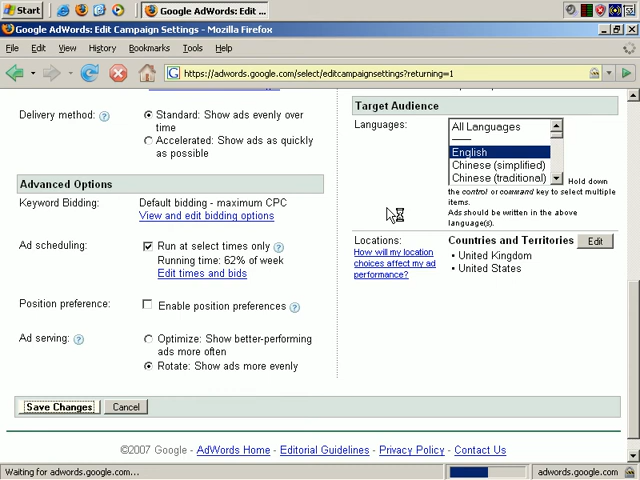 Start
Google AdWords: Edit ...
Google AdWords: Edit Campaign Settings - Mozilla Firefox
File Edit View History Bookmarks Tools Help
https://adwords.google.com/select/editcampaignsettings?returning=1
Delivery method: ?
Standard: Show ads evenly over
time
Accelerated: Show ads as quickly
as possible
Advanced Options
Keyword Bidding:
Default bidding - maximum CPC
View and edit bidding options
Ad scheduling: ?
Run at select times only ?
Running time: 62% of week
Edit times and bids
Position preference:
Enable position preferences ?
Ad serving: ?
Optimize: Show better-performing
ads more often
Rotate: Show ads more evenly
Target Audience
Languages:
All Languages
-----
English
Chinese (simplified)
Chinese (traditional)
Hold down
the control or command key to select multiple
items.
Ads should be written in the above
language(s).
Locations:
How will my location
choices affect my ad
performance?
Countries and Territories Edit
• United Kingdom
• United States
Save Changes Cancel
©2007 Google - AdWords Home - Editorial Guidelines - Privacy Policy - Contact Us
Waiting for adwords.google.com...
adwords.google.com